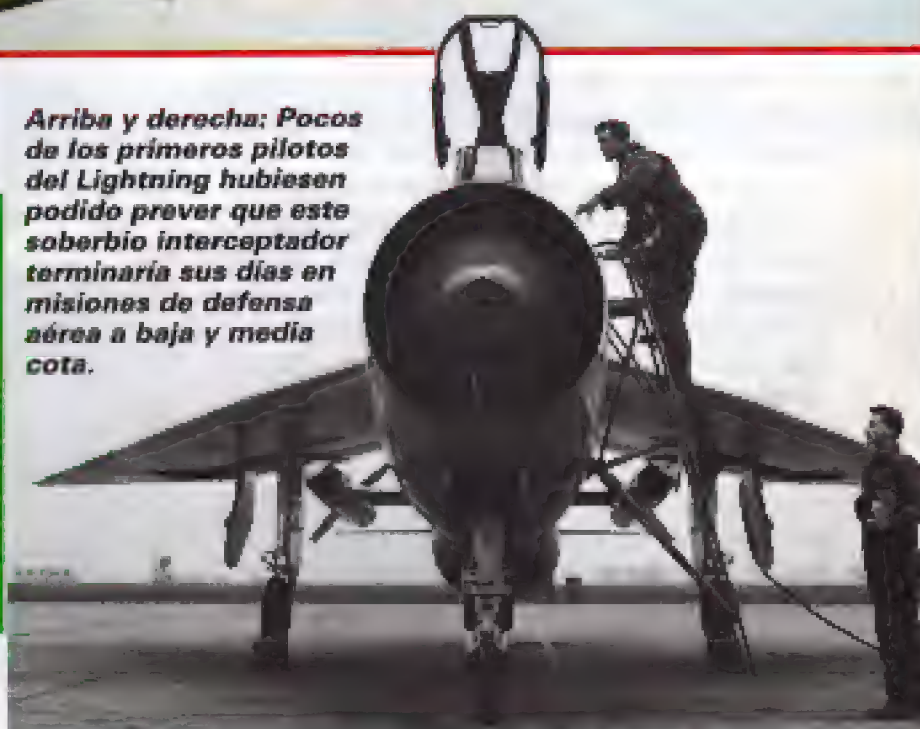 Arriba y derecha: Pocos
de los primeros pilotos
del Lightning hubiesen
podido prever que este
soberbio interceptador
terminaría sus días en
misiones de defensa
aérea a baja y media
cota.